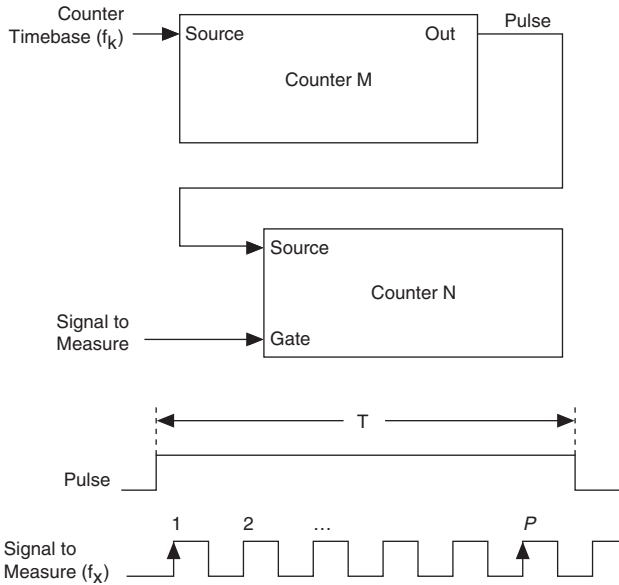 Counter
Timebase (fk)
Source
Out
Pulse
Counter M
Source
Counter N
Signal to
Measure
Gate
T
Pulse
1 2 ... P
Signal to
Measure (fx)